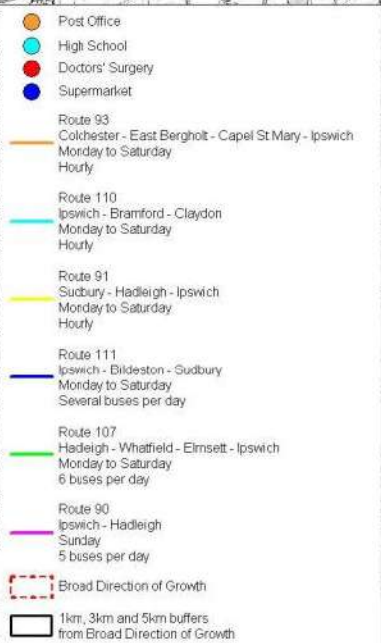 Post Office
High School
Doctors' Surgery
Supermarket
Route 93
Colchester - East Bergholt - Capel St Mary - Ipswich
Monday to Saturday
Hourly
Route 110
Ipswich - Bramford - Claydon
Monday to Saturday
Hourly
Route 91
Sudbury - Hadleigh - Ipswich
Monday to Saturday
Hourly
Route 111
Ipswich - Bildeston - Sudbury
Monday to Saturday
Several buses per day
Route 107
Hadleigh - Whatfield - Elmsett - Ipswich
Monday to Saturday
6 buses per day
Route 90
Ipswich - Hadleigh
Sunday
5 buses per day
Broad Direction of Growth
1km, 3km and 5km buffers
from Broad Direction of Growth